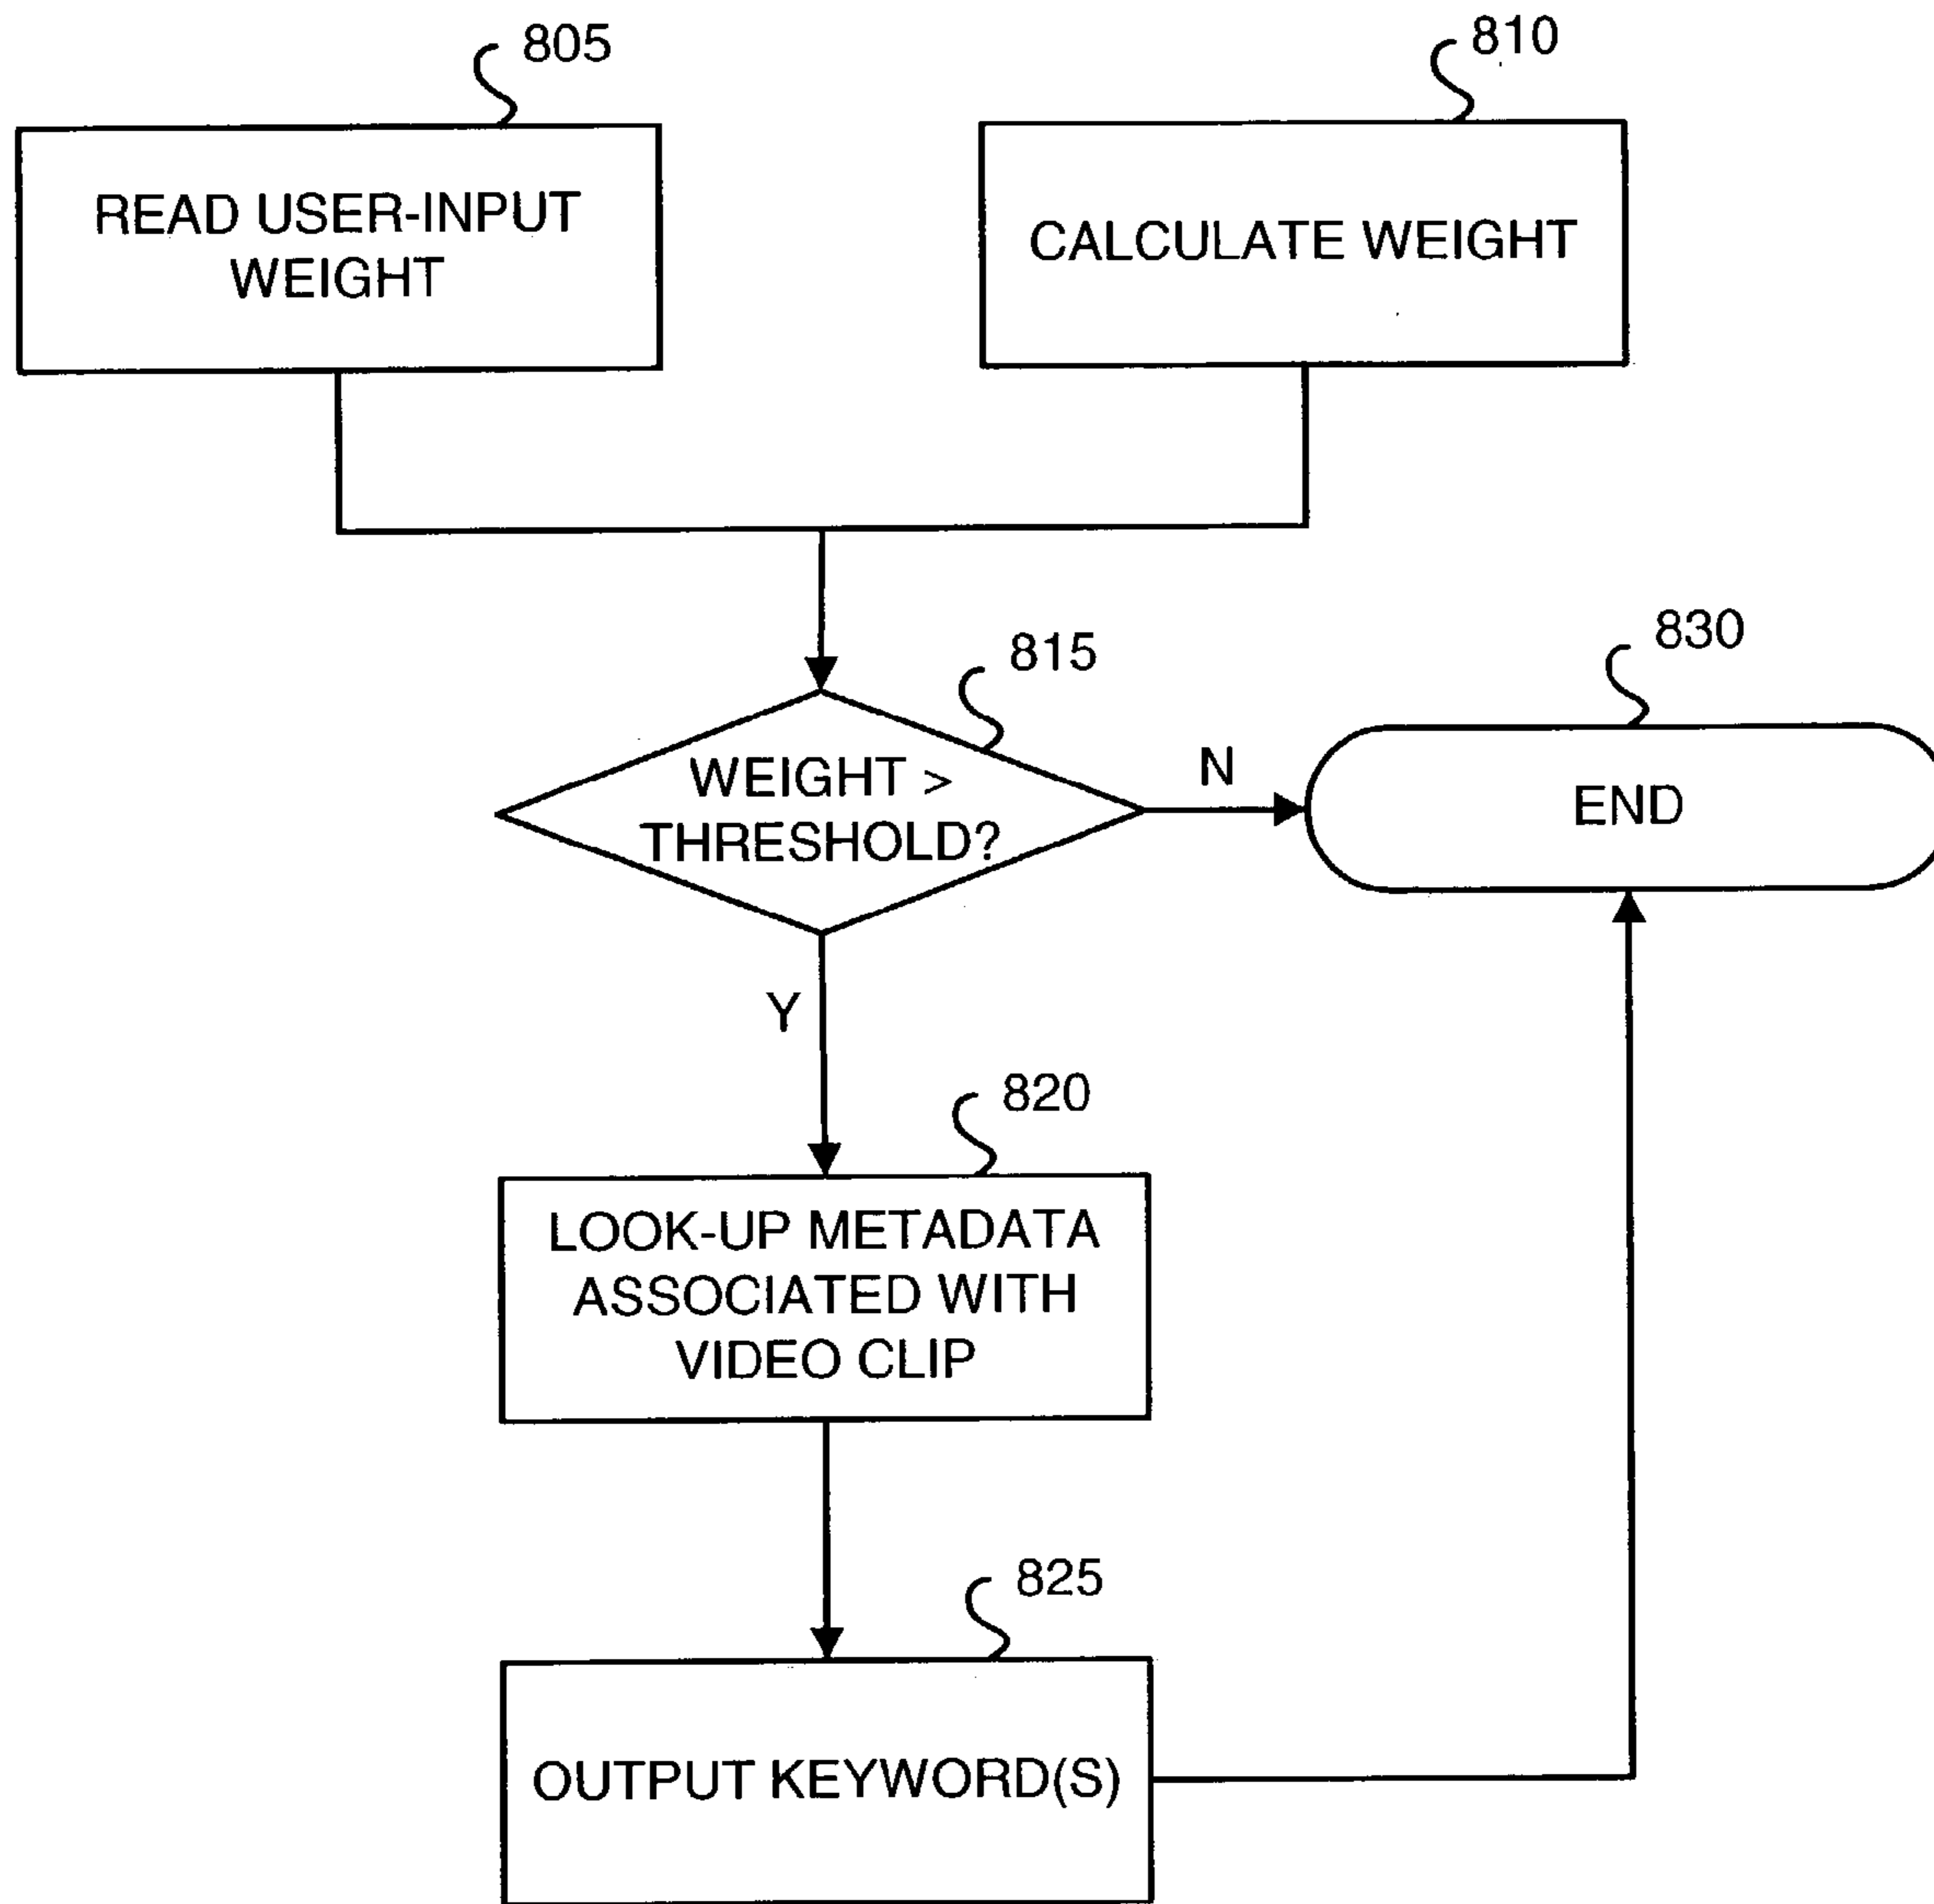 805
810
READ USER-INPUT
WEIGHT
CALCULATE WEIGHT
815
830
WEIGHT >
THRESHOLD?
N
END
Y
820
LOOK-UP METADATA
ASSOCIATED WITH
VIDEO CLIP
825
OUTPUT KEYWORD(S)